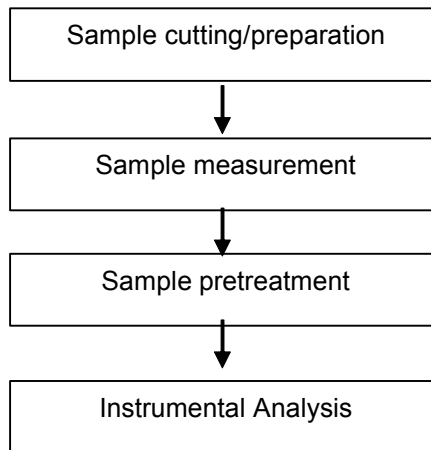 Sample cutting/preparation
Sample measurement
Sample pretreatment
Instrumental Analysis